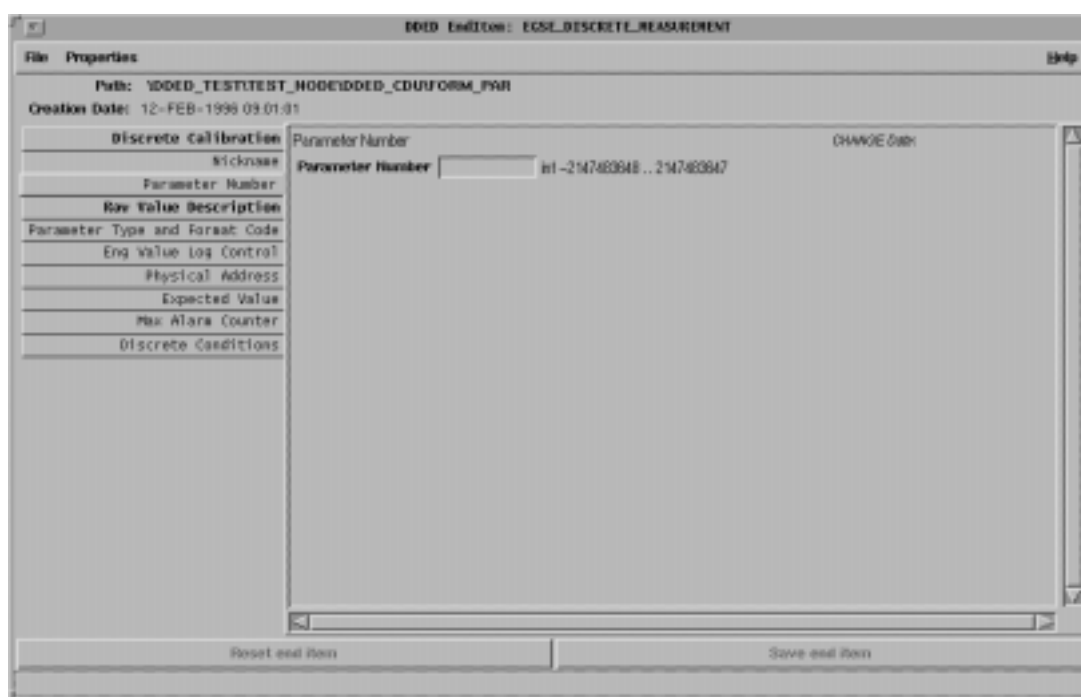 DDED EndItem: EGSE_DISCRETE_MEASUREMENT
File Properties Help
Path: \DDED_TEST\TEST_NODE\DDED_CDU\FORM_PAR
Creation Date: 12-FEB-1996 09:01:01
Discrete Calibration
Nickname
Parameter Number
Raw Value Description
Parameter Type and Format Code
Eng Value Log Control
Physical Address
Expected Value
Max Alarm Counter
Discrete Conditions
Parameter Number CHANGE Date:
Parameter Number int -2147483648 .. 2147483647
Reset end item Save end item